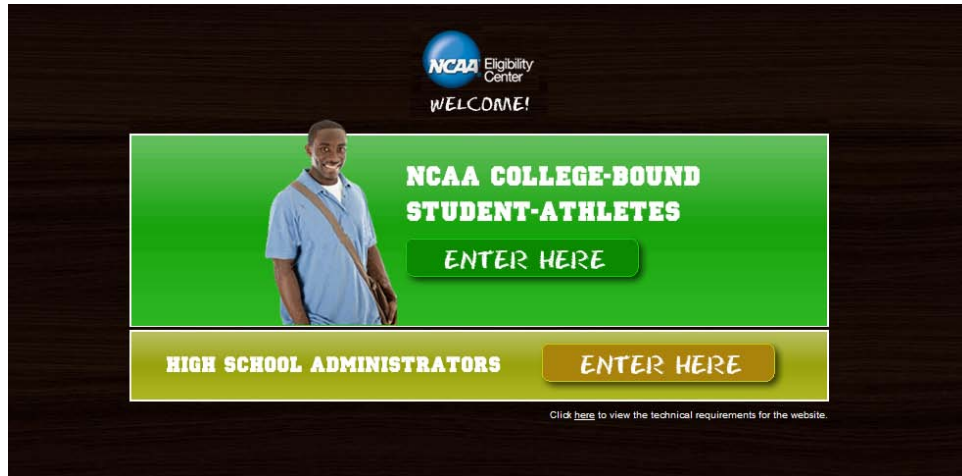 NCAA Eligibility
Center
WELCOME!
NCAA COLLEGE-BOUND
STUDENT-ATHLETES
ENTER HERE
HIGH SCHOOL ADMINISTRATORS ENTER HERE
Click here to view the technical requirements for the website.